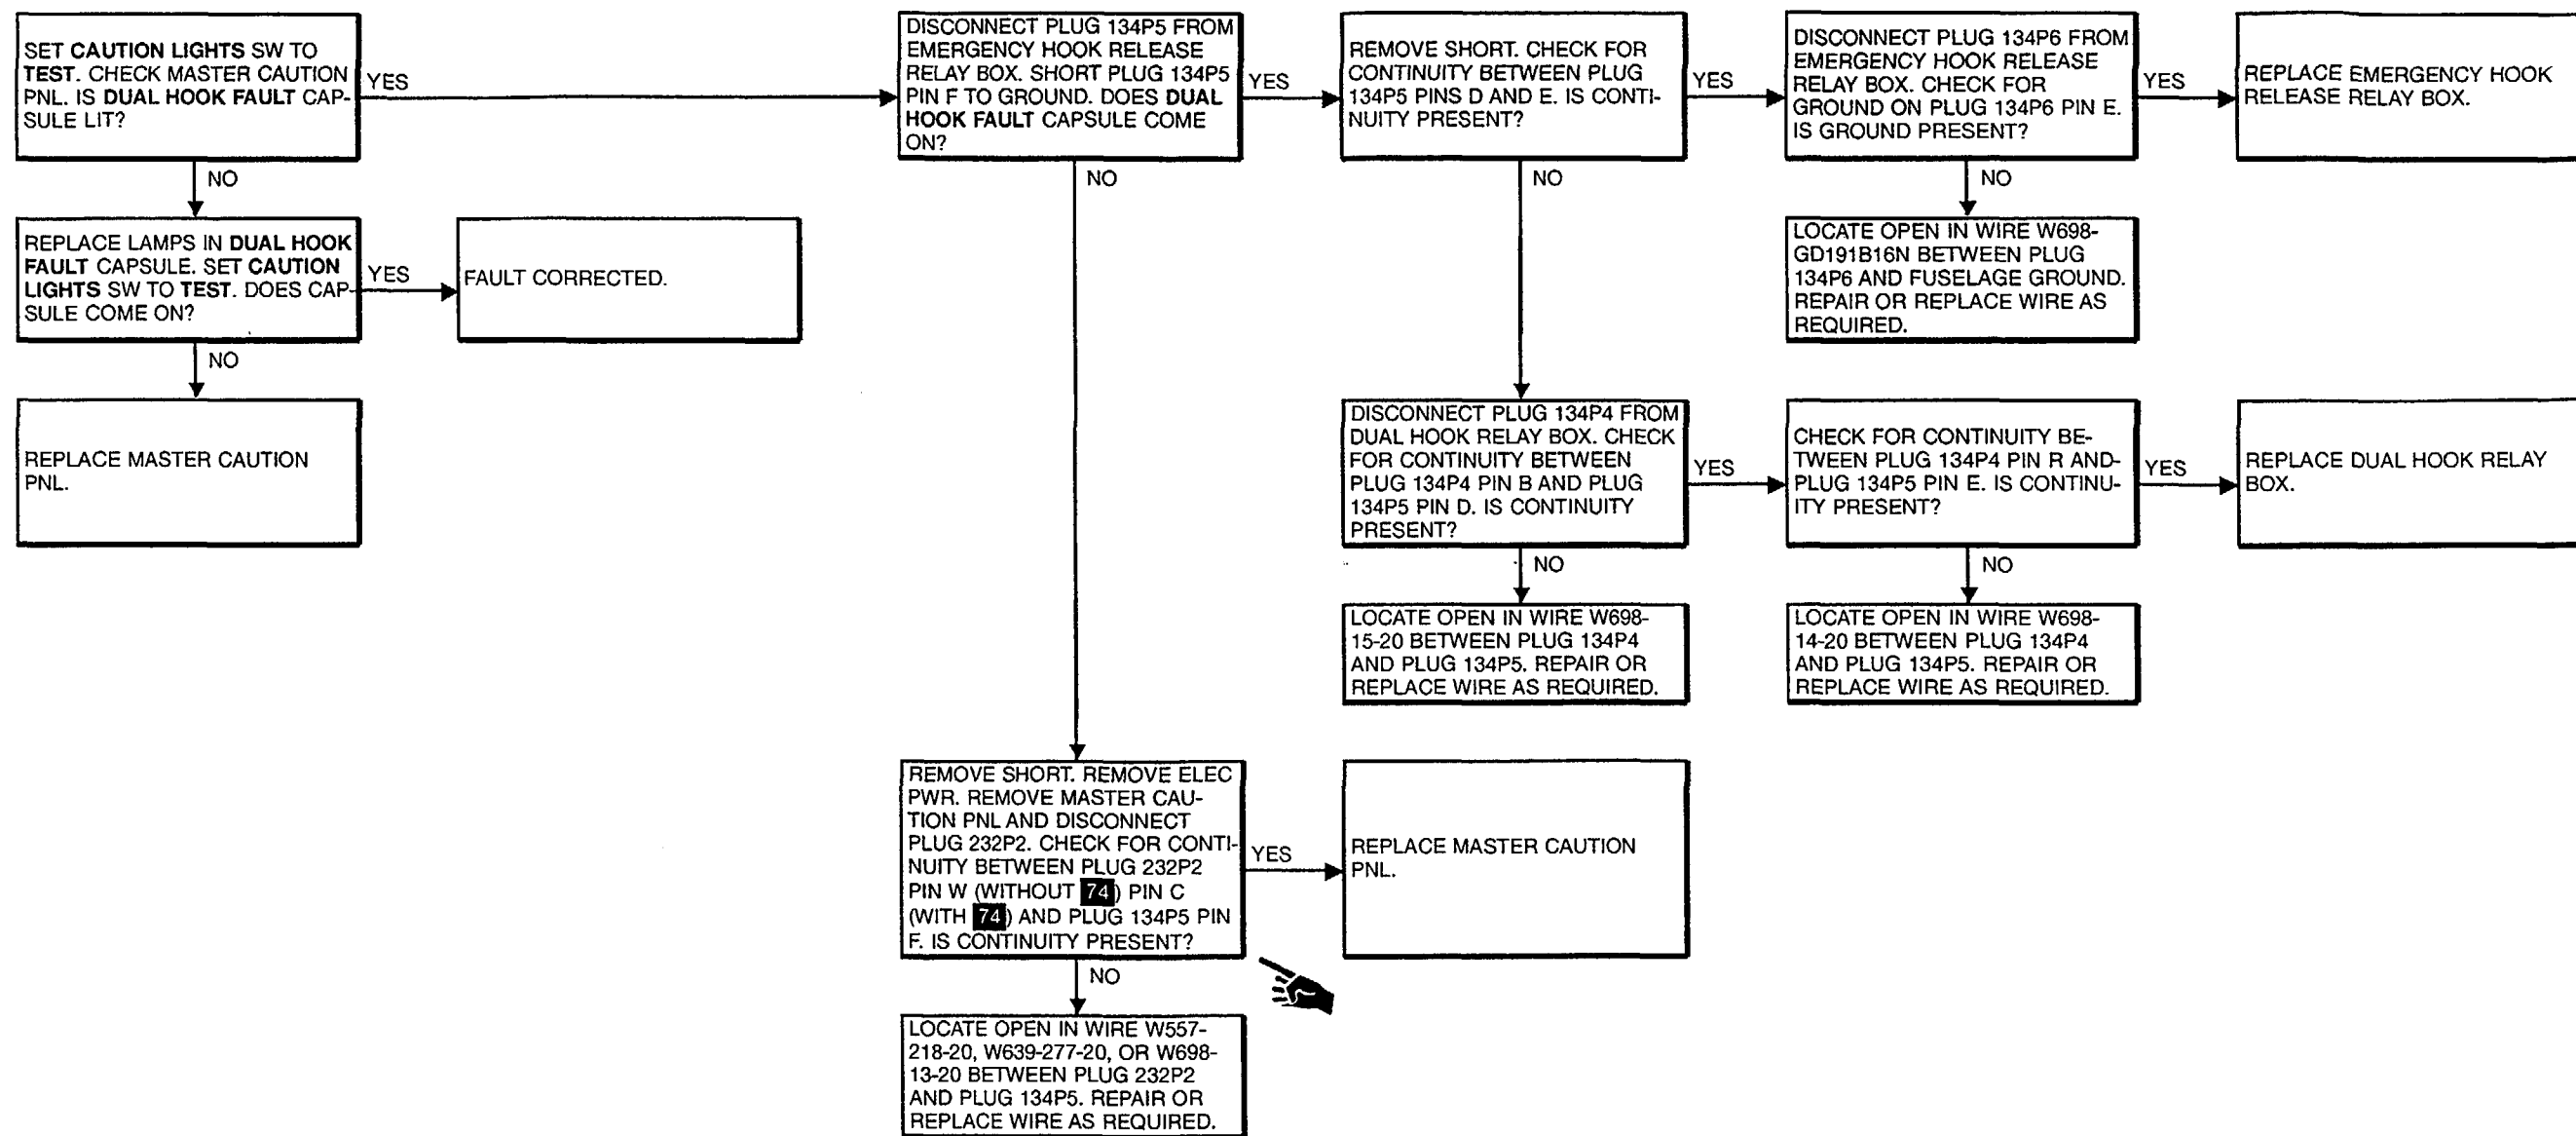 SET CAUTION LIGHTS SW TO
TEST. CHECK MASTER CAUTION
PNL. IS DUAL HOOK FAULT CAP-
SULE LIT?
YES
NO
DISCONNECT PLUG 134P5 FROM
EMERGENCY HOOK RELEASE
RELAY BOX. SHORT PLUG 134P5
PIN F TO GROUND. DOES DUAL
HOOK FAULT CAPSULE COME
ON?
YES
NO
REMOVE SHORT. CHECK FOR
CONTINUITY BETWEEN PLUG
134P5 PINS D AND E. IS CONTI-
NUITY PRESENT?
YES
NO
DISCONNECT PLUG 134P6 FROM
EMERGENCY HOOK RELEASE
RELAY BOX. CHECK FOR
GROUND ON PLUG 134P6 PIN E.
IS GROUND PRESENT?
YES
NO
REPLACE EMERGENCY HOOK
RELEASE RELAY BOX.
REPLACE LAMPS IN DUAL HOOK
FAULT CAPSULE. SET CAUTION
LIGHTS SW TO TEST. DOES CAP-
SULE COME ON?
YES
NO
FAULT CORRECTED.
LOCATE OPEN IN WIRE W698-
GD191B16N BETWEEN PLUG
134P6 AND FUSELAGE GROUND.
REPAIR OR REPLACE WIRE AS
REQUIRED.
REPLACE MASTER CAUTION
PNL.
DISCONNECT PLUG 134P4 FROM
DUAL HOOK RELAY BOX. CHECK
FOR CONTINUITY BETWEEN
PLUG 134P4 PIN B AND PLUG
134P5 PIN D. IS CONTINUITY
PRESENT?
YES
NO
CHECK FOR CONTINUITY BE-
TWEEN PLUG 134P4 PIN R AND-
PLUG 134P5 PIN E. IS CONTINU-
ITY PRESENT?
YES
NO
REPLACE DUAL HOOK RELAY
BOX.
LOCATE OPEN IN WIRE W698-
15-20 BETWEEN PLUG 134P4
AND PLUG 134P5. REPAIR OR
REPLACE WIRE AS REQUIRED.
LOCATE OPEN IN WIRE W698-
14-20 BETWEEN PLUG 134P4
AND PLUG 134P5. REPAIR OR
REPLACE WIRE AS REQUIRED.
REMOVE SHORT. REMOVE ELEC
PWR. REMOVE MASTER CAU-
TION PNL AND DISCONNECT
PLUG 232P2. CHECK FOR CONTI-
NUITY BETWEEN PLUG 232P2
PIN W (WITHOUT 74) PIN C
(WITH 74) AND PLUG 134P5 PIN
F. IS CONTINUITY PRESENT?
YES
NO
REPLACE MASTER CAUTION
PNL.
LOCATE OPEN IN WIRE W557-
218-20, W639-277-20, OR W698-
13-20 BETWEEN PLUG 232P2
AND PLUG 134P5. REPAIR OR
REPLACE WIRE AS REQUIRED.